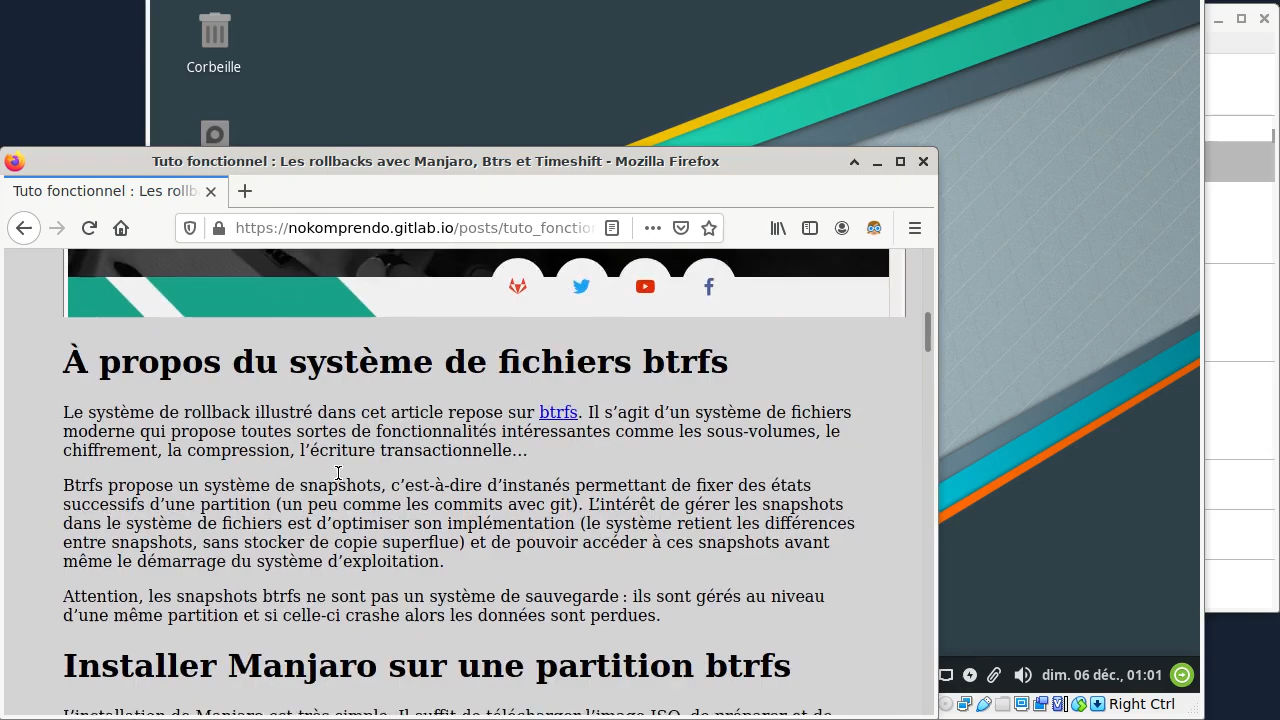 Corbeille
Tuto fonctionnel : Les rollbacks avec Manjaro, Btrs et Timeshift - Mozilla Firefox
Tuto fonctionnel : Les rollb
https://nokomprendo.gitlab.io/posts/tuto_fonctio
À propos du système de fichiers btrfs
Le système de rollback illustré dans cet article repose sur btrfs. Il s’agit d’un système de fichiers
moderne qui propose toutes sortes de fonctionnalités intéressantes comme les sous-volumes, le
chiffrement, la compression, l’écriture transactionnelle…
Btrfs propose un système de snapshots, c’est-à-dire d’instanés permettant de fixer des états
successifs d’une partition (un peu comme les commits avec git). L’intérêt de gérer les snapshots
dans le système de fichiers est d’optimiser son implémentation (le système retient les différences
entre snapshots, sans stocker de copie superflue) et de pouvoir accéder à ces snapshots avant
même le démarrage du système d’exploitation.
Attention, les snapshots btrfs ne sont pas un système de sauvegarde : ils sont gérés au niveau
d’une même partition et si celle-ci crashe alors les données sont perdues.
Installer Manjaro sur une partition btrfs
dim. 06 déc., 01:01
Right Ctrl